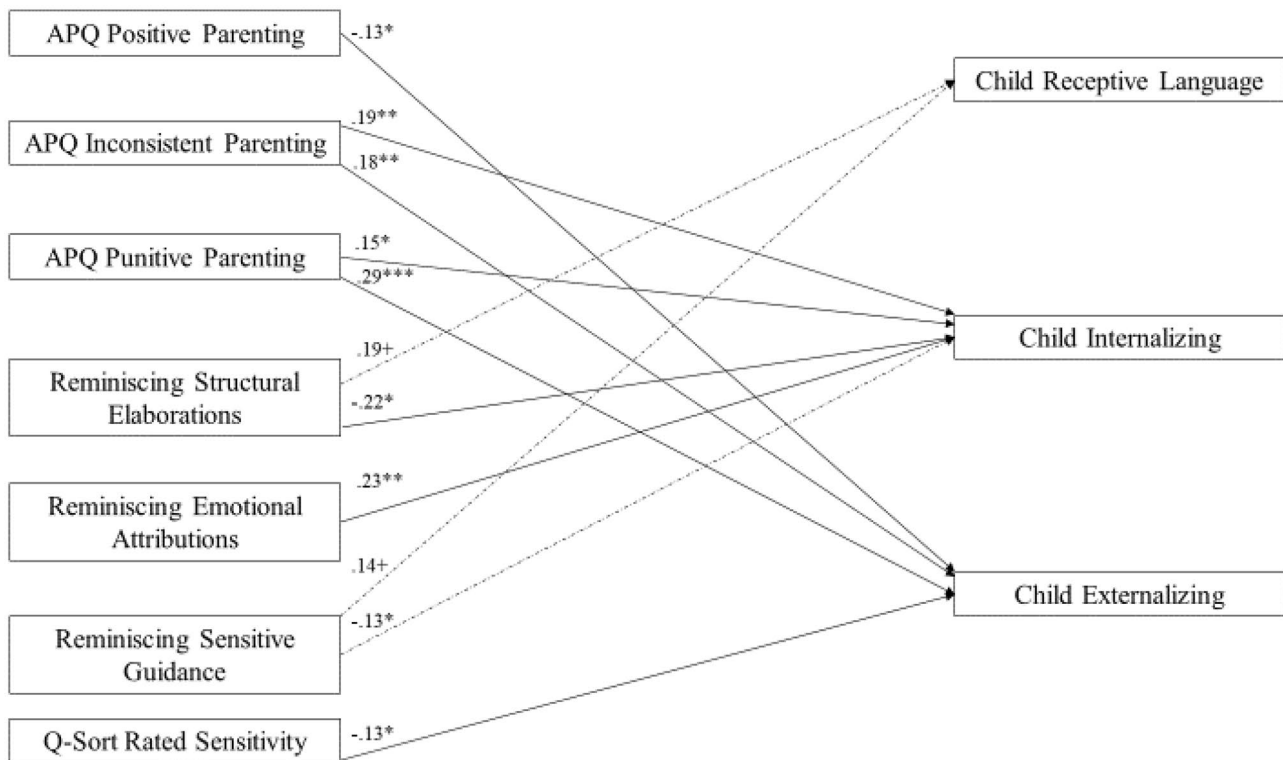 APQ Positive Parenting
-.13*
Child Receptive Language
APQ Inconsistent Parenting
.19**
.18**
APQ Punitive Parenting
.15*
.29***
Child Internalizing
Reminiscing Structural
Elaborations
.19+
-.22*
Reminiscing Emotional
Attributions
.23**
Child Externalizing
Reminiscing Sensitive
Guidance
.14+
-.13*
Q-Sort Rated Sensitivity
-.13*